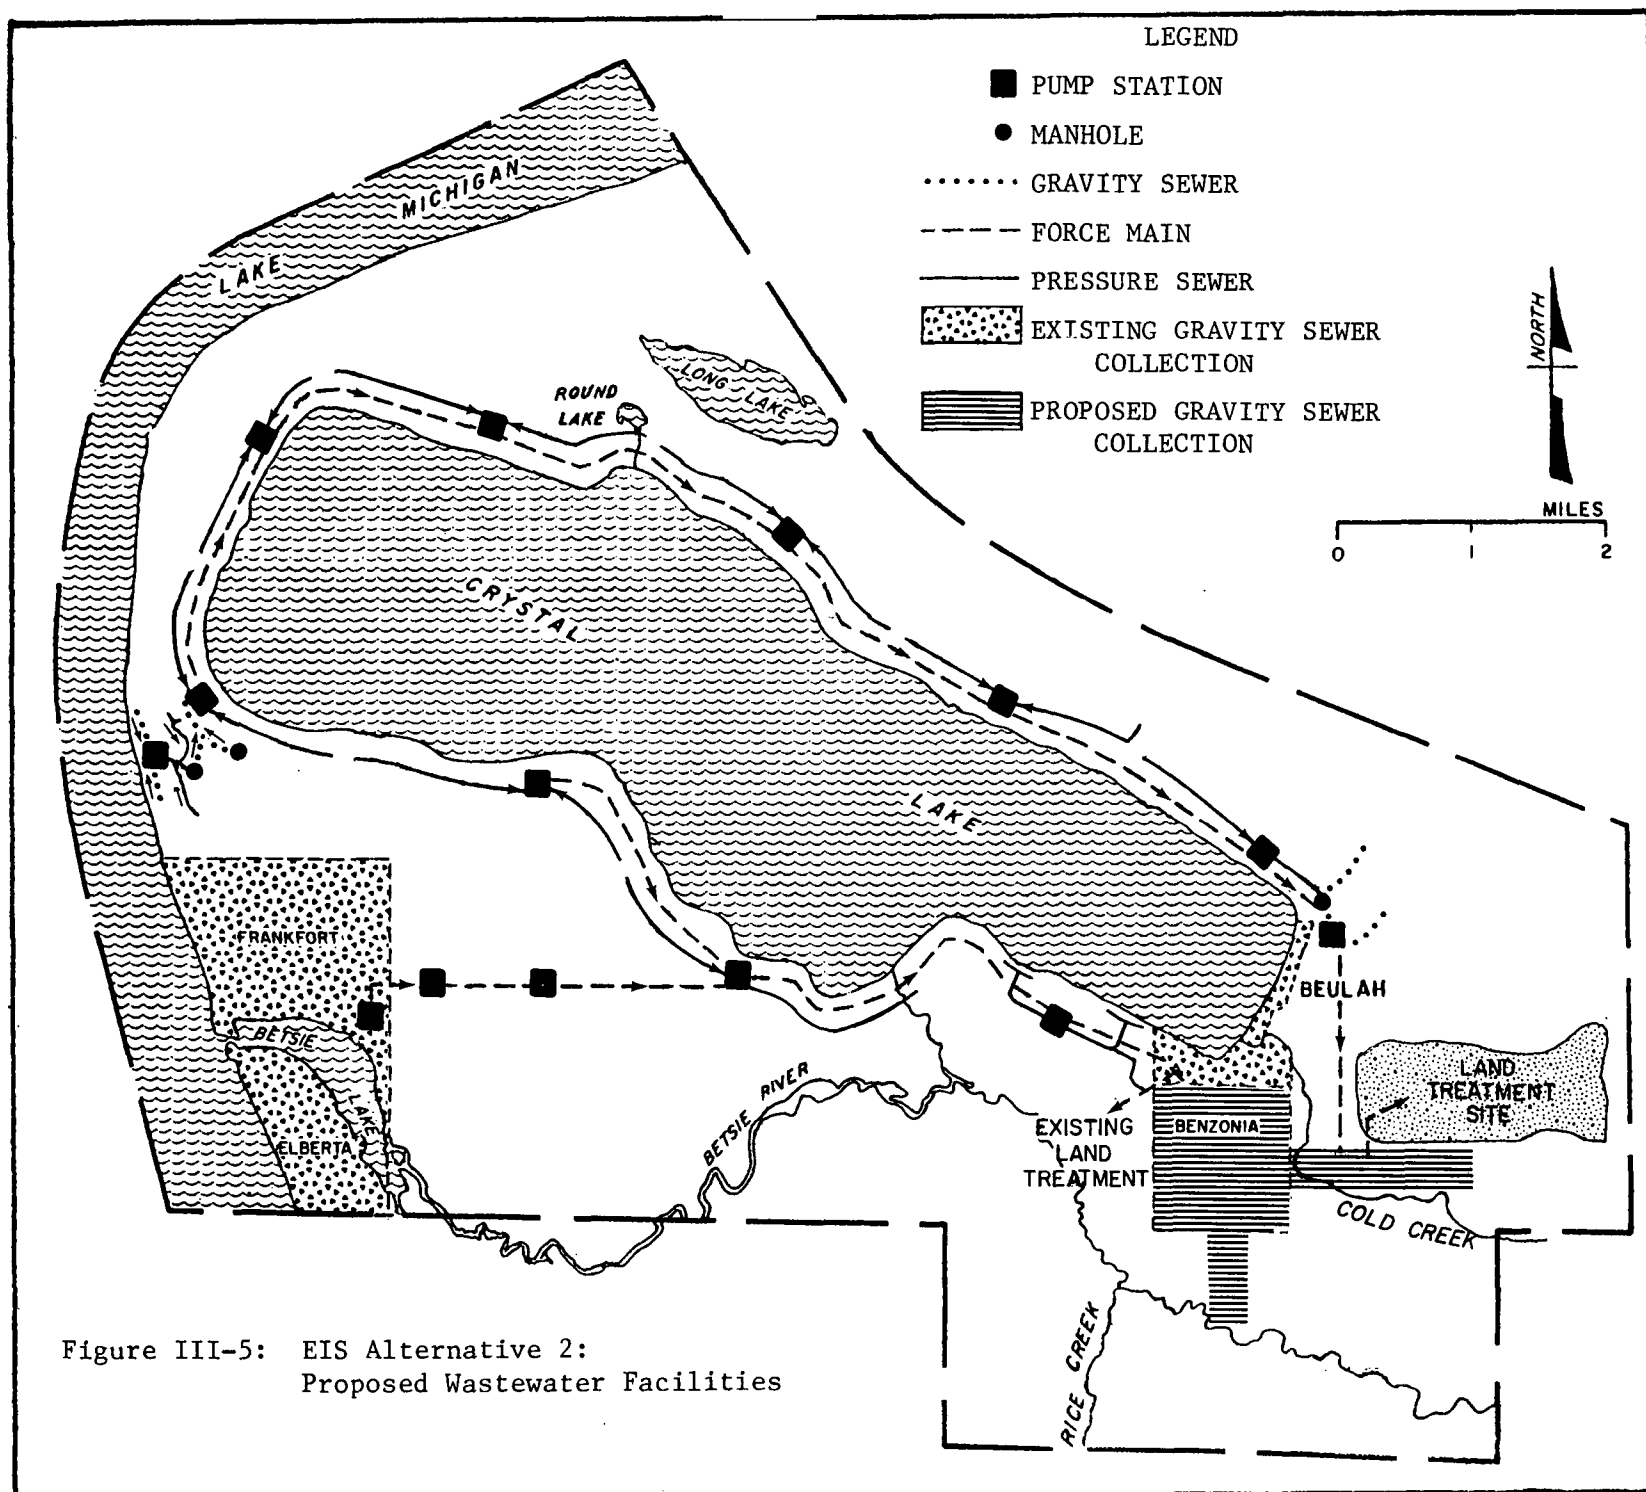 LEGEND
PUMP STATION
MANHOLE
GRAVITY SEWER
FORCE MAIN
PRESSURE SEWER
EXISTING GRAVITY SEWER
COLLECTION
PROPOSED GRAVITY SEWER
COLLECTION
NORTH
MILES
0 1 2
LAKE MICHIGAN
ROUND
LAKE
LONG
LAKE
CRYSTAL
LAKE
FRANKFORT
BETSIE
LAKE
ELBERTA
BETSIE RIVER
BEULAH
LAND
TREATMENT
SITE
EXISTING
LAND
TREATMENT
BENZONIA
COLD CREEK
RICE CREEK
Figure III-5: EIS Alternative 2:
Proposed Wastewater Facilities